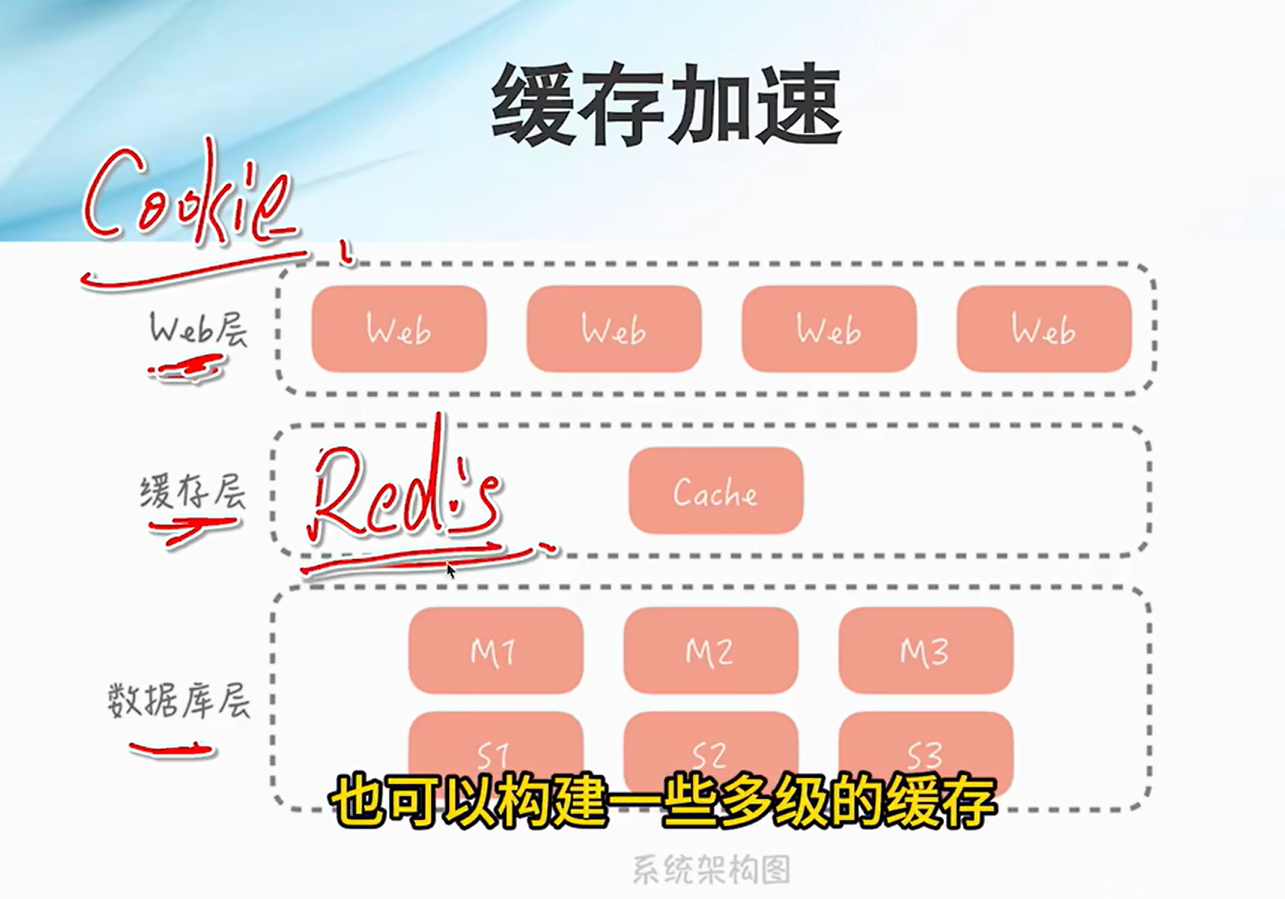 缓存加速
Cookie
Web层
Web Web Web Web
缓存层
Redis
Cache
数据库层
M1 M2 M3
S1 S2 S3
也可以构建一些多级的缓存
系统架构图